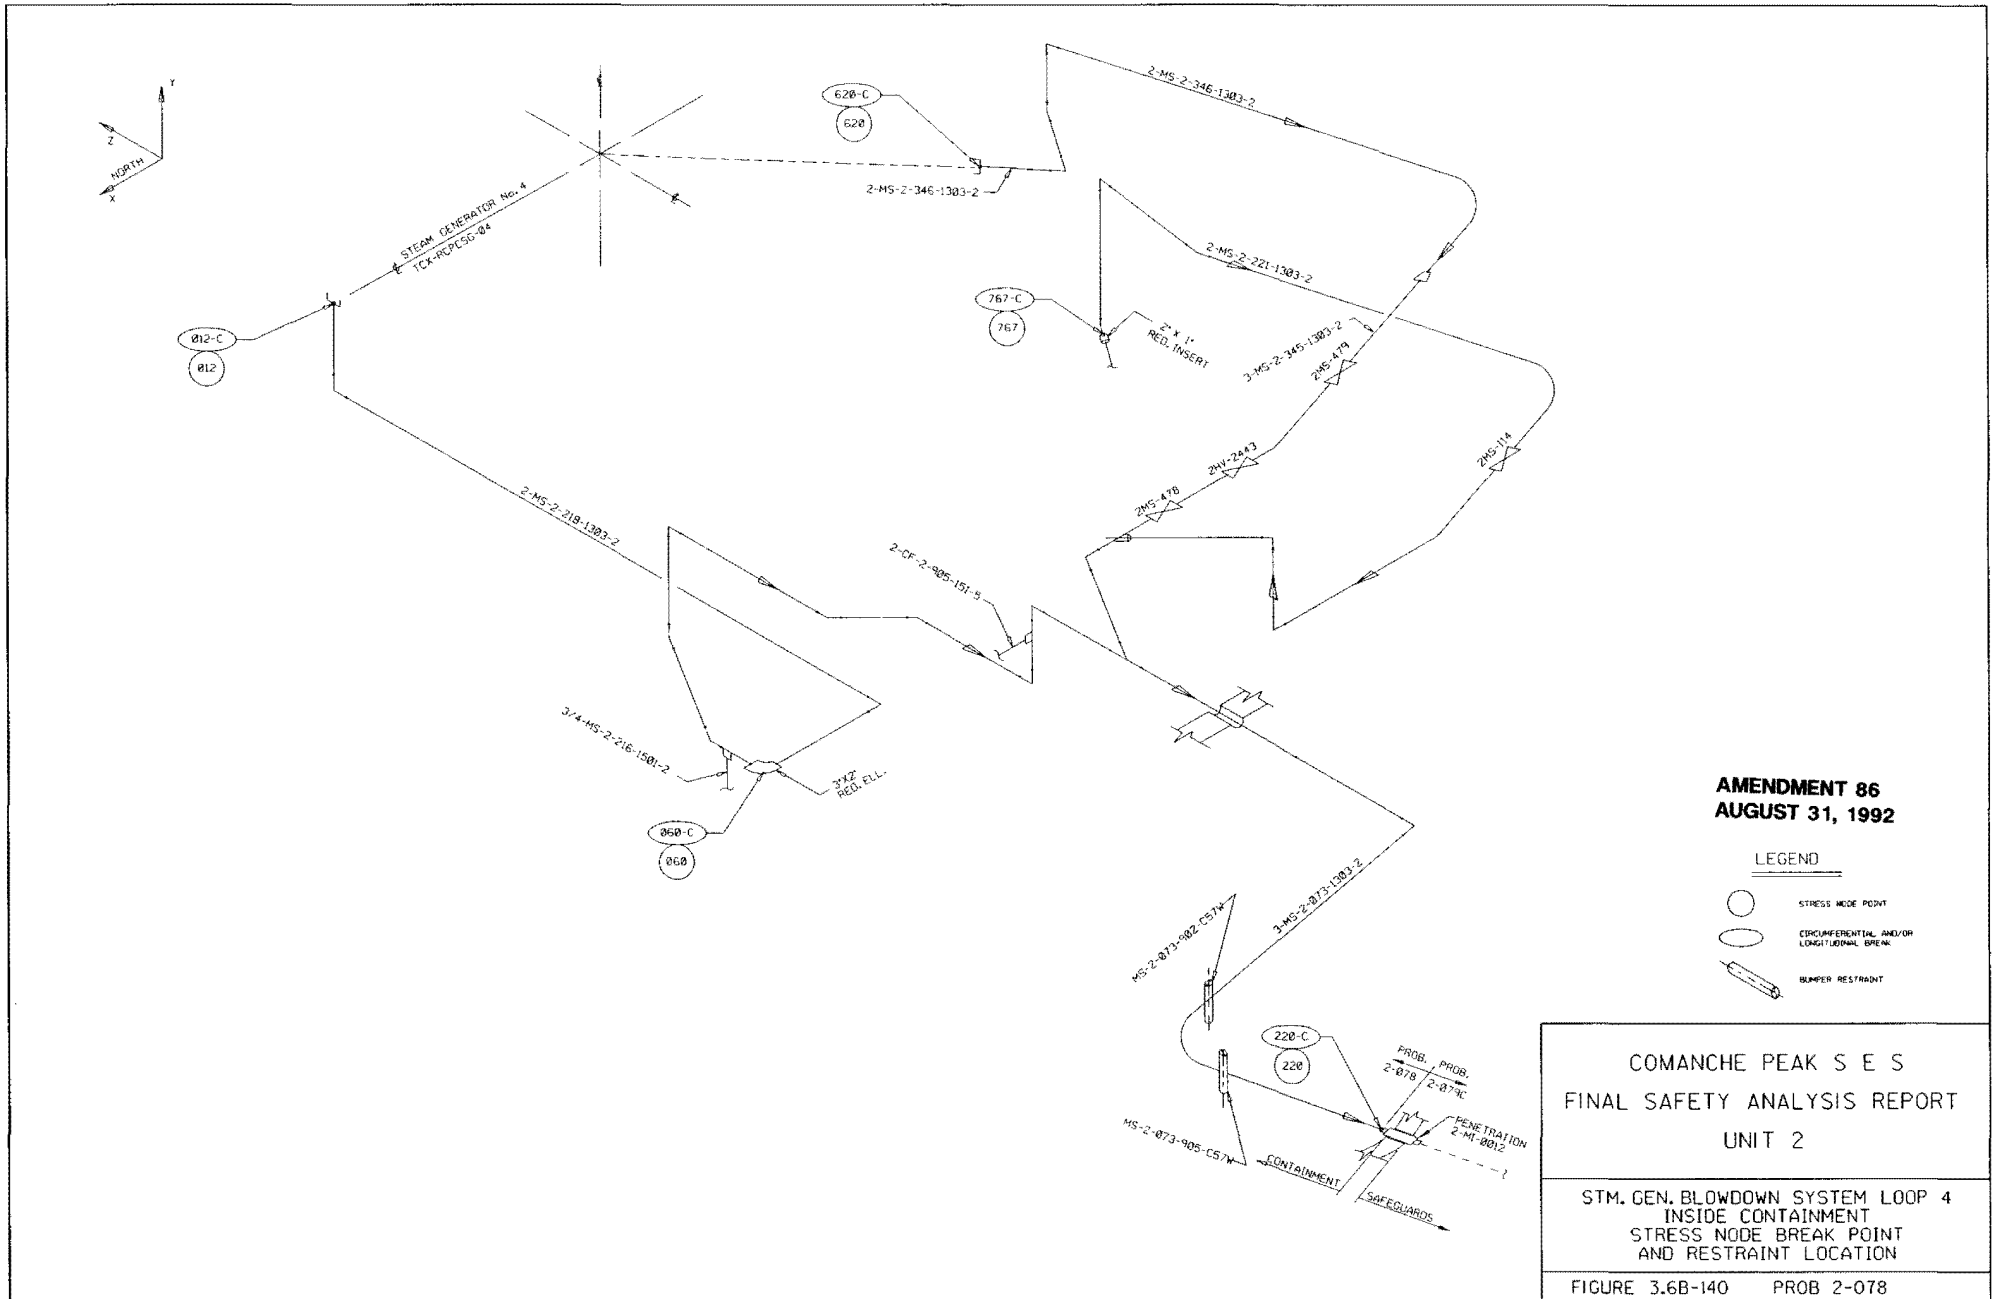 Y
Z
NORTH
X
620-C
620
2-MS-2-346-1303-2
2-MS-2-346-1303-2
STEAM GENERATOR No. 4
TCX-RCPCSG-04
012-C
012
2-MS-2-221-1303-2
767-C
767
2" X 1"
RED. INSERT
3-MS-2-345-1303-2
2MS-479
2MS-114
2HV-2443
2MS-478
2-MS-2-218-1303-2
2-CF-2-905-151-5
3/4-MS-2-216-1501-2
3"X2"
RED. ELL.
060-C
060
3-MS-2-073-1303-2
MS-2-073-902-C57W
220-C
220
PROB. PROB.
2-078 2-079C
PENETRATION
2-MI-0012
MS-2-073-905-C57W
CONTAINMENT
SAFEGUARDS
AMENDMENT 86
AUGUST 31, 1992
LEGEND
STRESS NODE POINT
CIRCUMFERENTIAL AND/OR
LONGITUDINAL BREAK
BUMPER RESTRAINT
COMANCHE PEAK S E S
FINAL SAFETY ANALYSIS REPORT
UNIT 2
STM. GEN. BLOWDOWN SYSTEM LOOP 4
INSIDE CONTAINMENT
STRESS NODE BREAK POINT
AND RESTRAINT LOCATION
FIGURE 3.6B-140 PROB 2-078